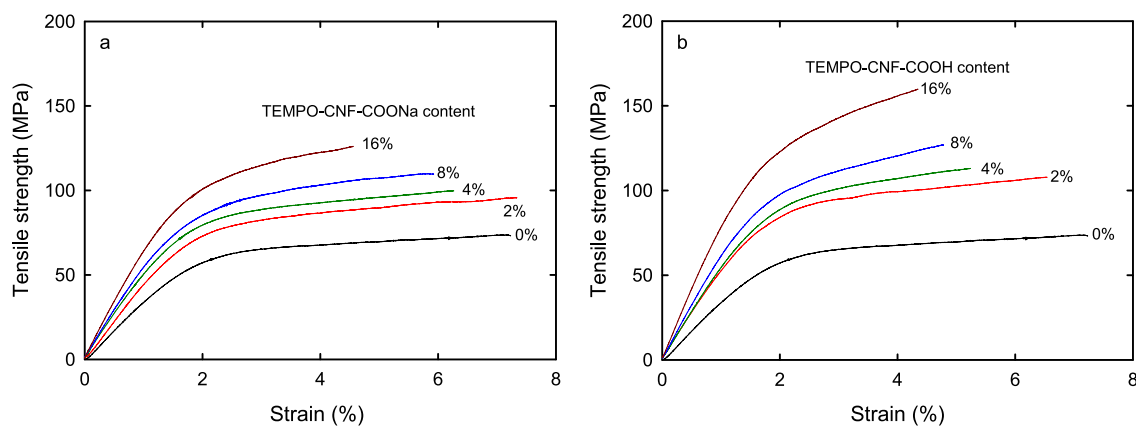 a
TEMPO-CNF-COONa content
16%
8%
4%
2%
0%
200
150
100
50
0
0 2 4 6 8
Tensile strength (MPa)
Strain (%)
b
TEMPO-CNF-COOH content
16%
8%
4%
2%
0%
200
150
100
50
0
0 2 4 6 8
Tensile strength (MPa)
Strain (%)